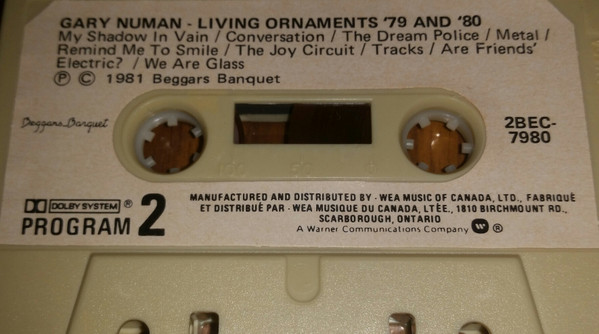 GARY NUMAN - LIVING ORNAMENTS '79 AND '80
My Shadow In Vain / Conversation / The Dream Police / Metal /
Remind Me To Smile / The Joy Circuit / Tracks / Are Friends'
Electric? / We Are Glass
Ⓟ © 1981 Beggars Banquet
Beggars Banquet
2BEC-
7980
100 50
DOLBY SYSTEM ®
PROGRAM 2
MANUFACTURED AND DISTRIBUTED BY · WEA MUSIC OF CANADA, LTD., FABRIQUÉ
ET DISTRIBUÉ PAR · WEA MUSIQUE DU CANADA, LTÉE., 1810 BIRCHMOUNT RD.,
SCARBOROUGH, ONTARIO
A Warner Communications Company W ®